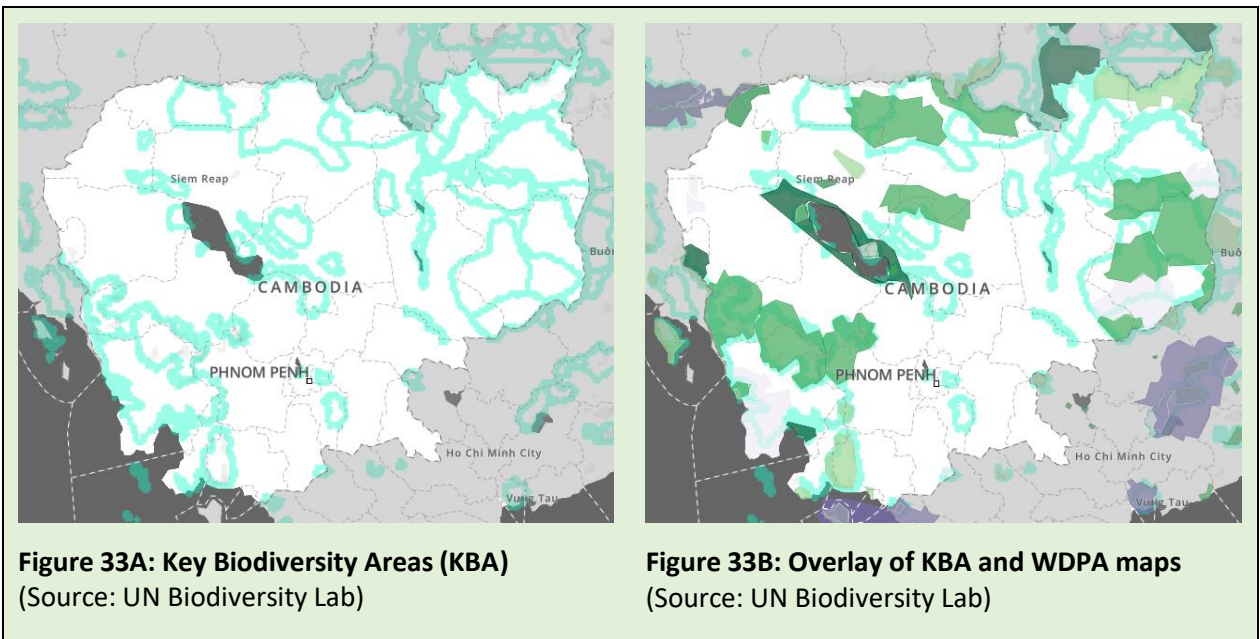 Siem Reap
CAMBODIA
PHNOM PENH
Buôn
Ho Chi Minh City
Vung Tau
Siem Reap
CAMBODIA
PHNOM PENH
Buô
Ho Chi Minh City
Vung Tau
Figure 33A: Key Biodiversity Areas (KBA)
(Source: UN Biodiversity Lab)
Figure 33B: Overlay of KBA and WDPA maps
(Source: UN Biodiversity Lab)